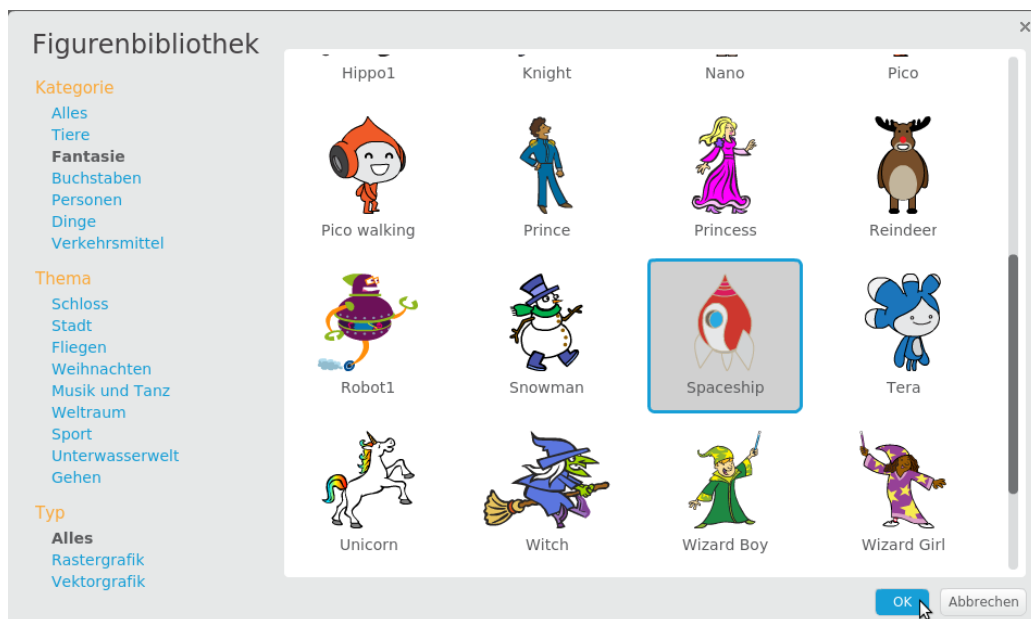 Figurenbibliothek
Kategorie
Alles
Tiere
Fantasie
Buchstaben
Personen
Dinge
Verkehrsmittel
Thema
Schloss
Stadt
Fliegen
Weihnachten
Musik und Tanz
Weltraum
Sport
Unterwasserwelt
Gehen
Typ
Alles
Rastergrafik
Vektorgrafik
Hippo1 Knight Nano Pico
Pico walking Prince Princess Reindeer
Robot1 Snowman Spaceship Tera
Unicorn Witch Wizard Boy Wizard Girl
OK Abbrechen